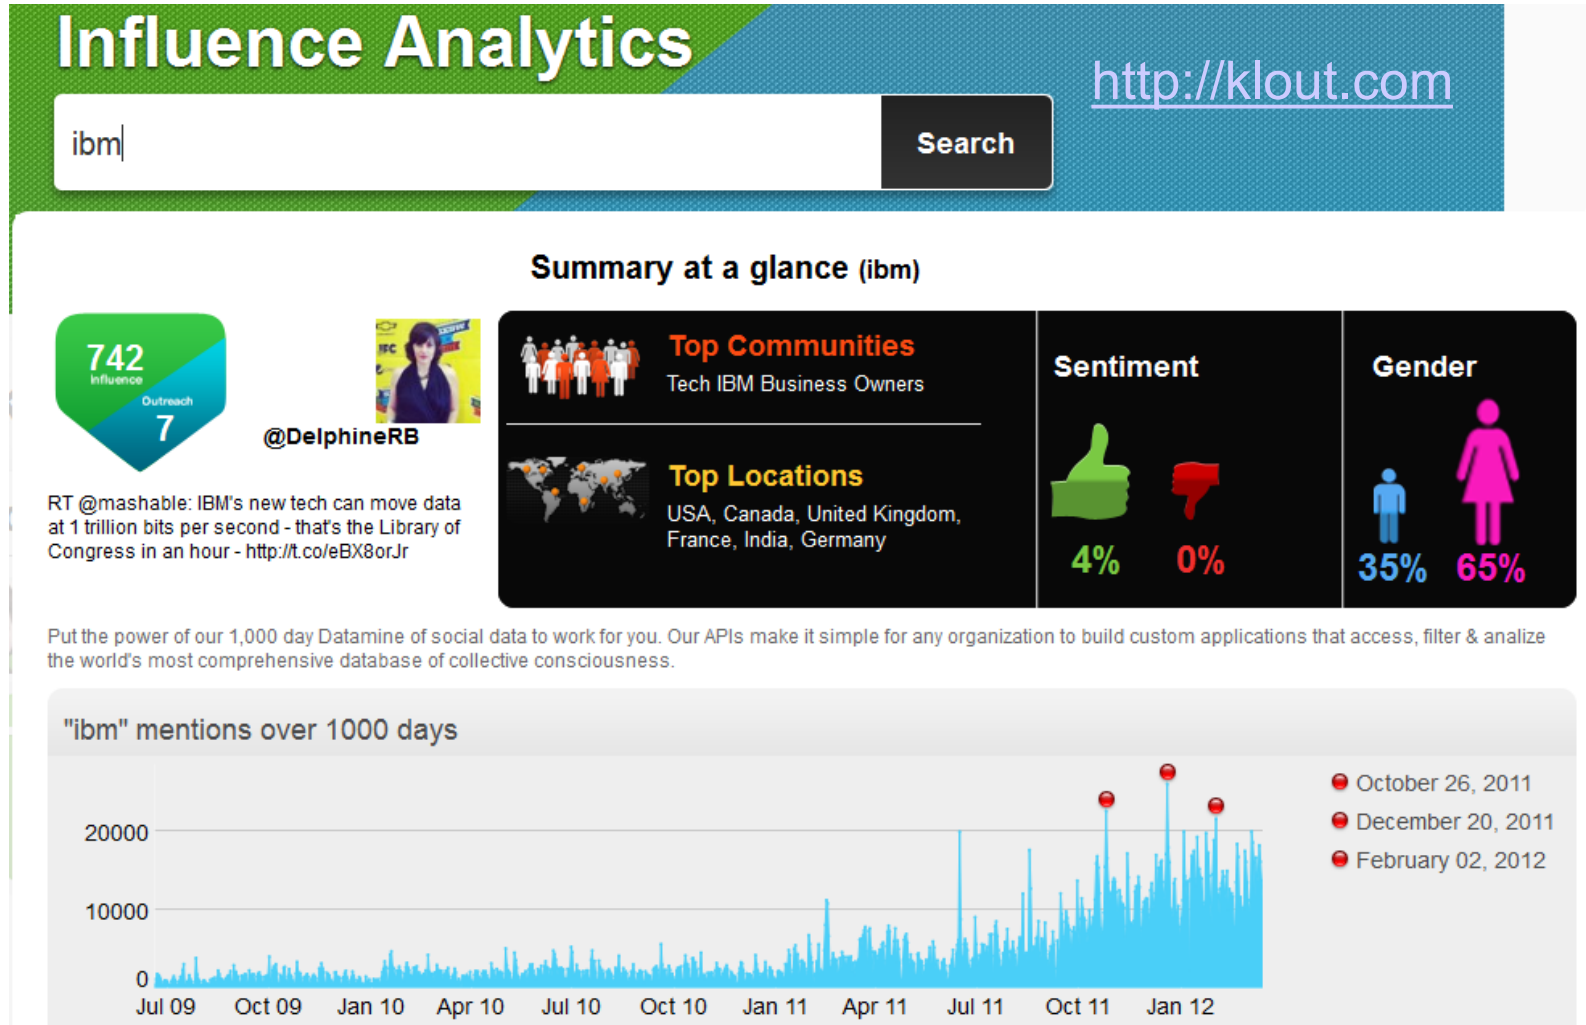 Influence Analytics
http://klout.com
ibm
Search
Summary at a glance (ibm)
742
Influence
Outreach
7
@DelphineRB
RT @mashable: IBM's new tech can move data
at 1 trillion bits per second - that's the Library of
Congress in an hour - http://t.co/eBX8orJr
Top Communities
Tech IBM Business Owners
Top Locations
USA, Canada, United Kingdom,
France, India, Germany
Sentiment
4% 0%
Gender
35% 65%
Put the power of our 1,000 day Datamine of social data to work for you. Our APIs make it simple for any organization to build custom applications that access, filter & analize
the world's most comprehensive database of collective consciousness.
"ibm" mentions over 1000 days
20000
10000
0
Jul 09 Oct 09 Jan 10 Apr 10 Jul 10 Oct 10 Jan 11 Apr 11 Jul 11 Oct 11 Jan 12
October 26, 2011
December 20, 2011
February 02, 2012